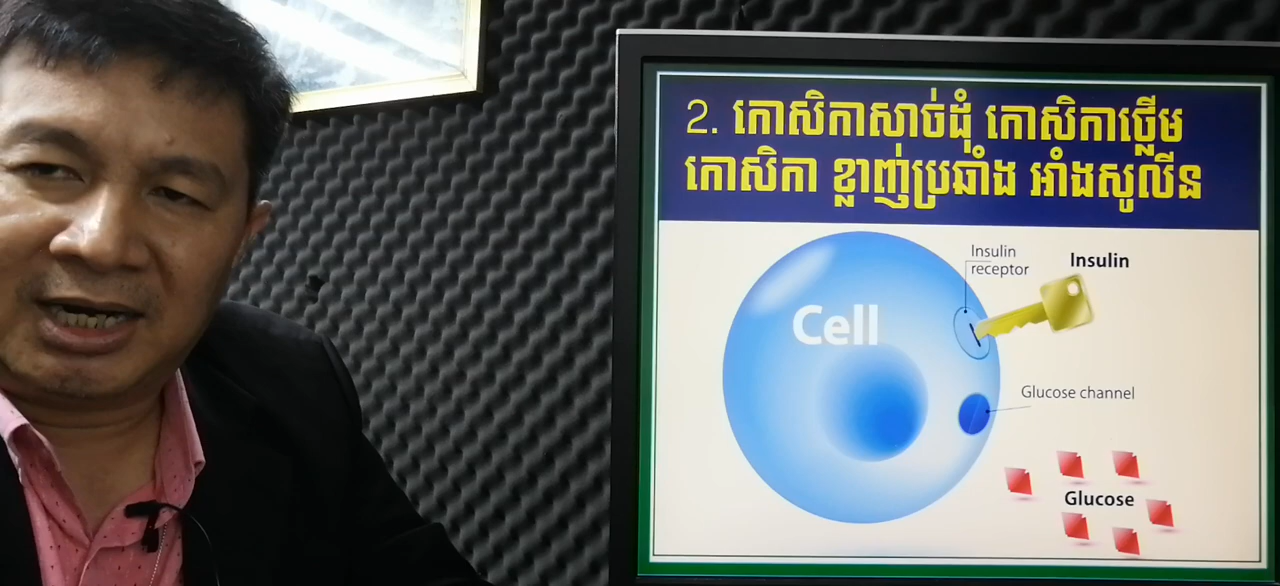 2. កោសិកាសាច់ដុំ កោសិកាថ្លើម
កោសិកា ខ្លាញ់ប្រឆាំង អាំងសូលីន
Insulin
receptor
Insulin
Cell
Glucose channel
Glucose